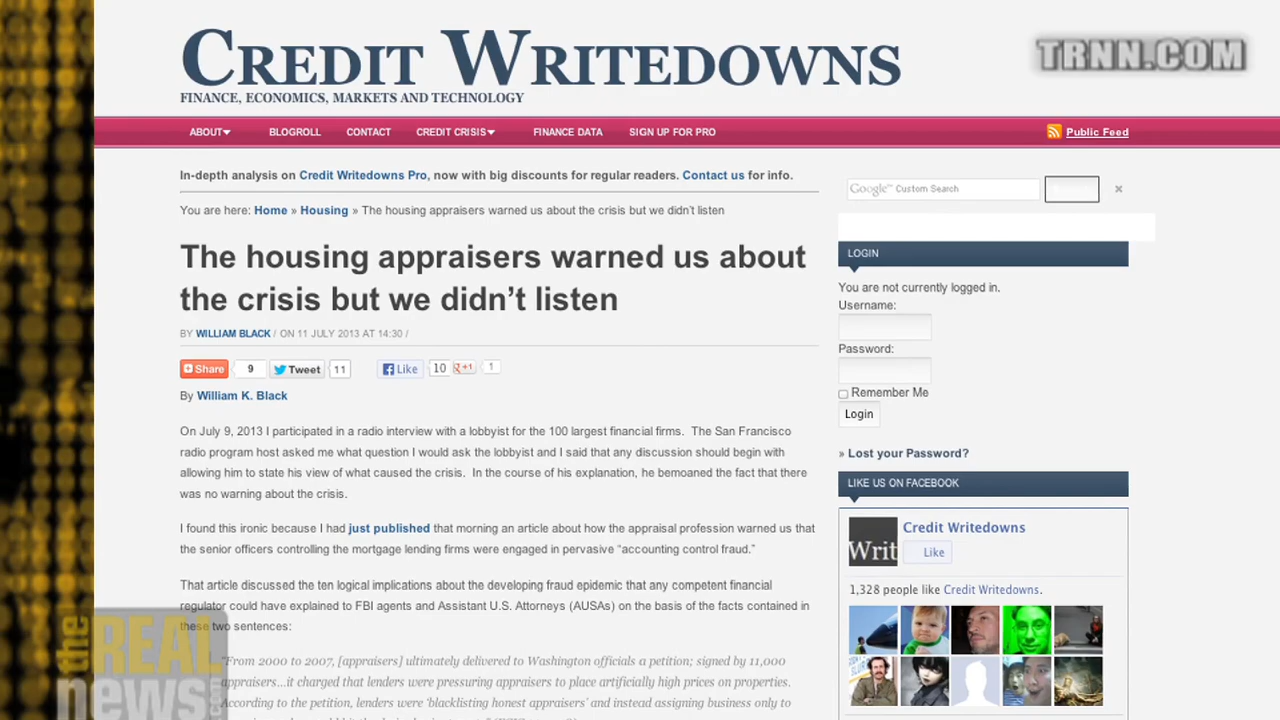 CREDIT WRITEDOWNS
FINANCE, ECONOMICS, MARKETS AND TECHNOLOGY
TRNN.COM
ABOUT BLOGROLL CONTACT CREDIT CRISIS FINANCE DATA SIGN UP FOR PRO Public Feed
In-depth analysis on Credit Writedowns Pro, now with big discounts for regular readers. Contact us for info.
You are here: Home » Housing » The housing appraisers warned us about the crisis but we didn't listen
The housing appraisers warned us about
the crisis but we didn't listen
BY WILLIAM BLACK / ON 11 JULY 2013 AT 14:30 /
Share 9 Tweet 11 Like 10 g+1 1
By William K. Black
On July 9, 2013 I participated in a radio interview with a lobbyist for the 100 largest financial firms. The San Francisco
radio program host asked me what question I would ask the lobbyist and I said that any discussion should begin with
allowing him to state his view of what caused the crisis. In the course of his explanation, he bemoaned the fact that there
was no warning about the crisis.
I found this ironic because I had just published that morning an article about how the appraisal profession warned us that
the senior officers controlling the mortgage lending firms were engaged in pervasive “accounting control fraud.”
That article discussed the ten logical implications about the developing fraud epidemic that any competent financial
regulator could have explained to FBI agents and Assistant U.S. Attorneys (AUSAs) on the basis of the facts contained in
these two sentences:
“From 2000 to 2007, [appraisers] ultimately delivered to Washington officials a petition; signed by 11,000
appraisers…it charged that lenders were pressuring appraisers to place artificially high prices on properties.
According to the petition, lenders were ‘blacklisting honest appraisers’ and instead assigning business only to
Google™ Custom Search ×
LOGIN
You are not currently logged in.
Username:
Password:
Remember Me
Login
» Lost your Password?
LIKE US ON FACEBOOK
Writ
Credit Writedowns
Like
1,328 people like Credit Writedowns.
the
REAL
news
.com